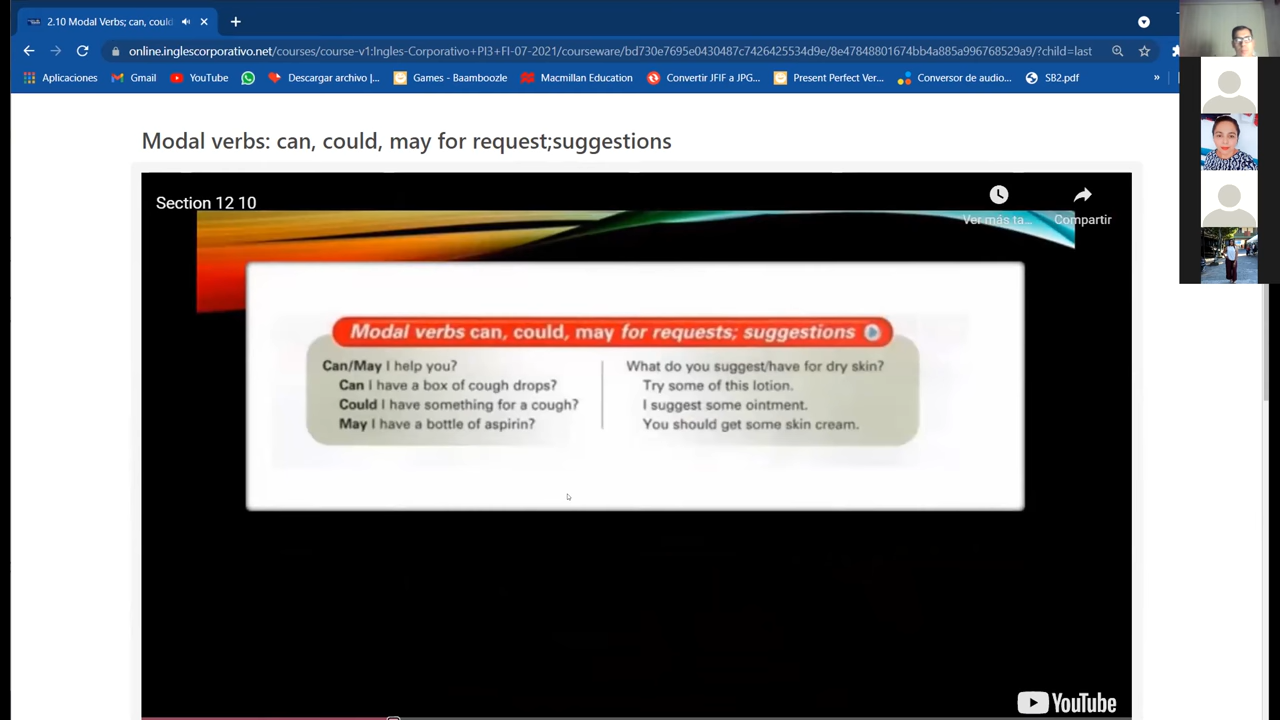 2.10 Modal Verbs; can, could
online.inglescorporativo.net/courses/course-v1:Ingles-Corporativo+PI3+FI-07-2021/courseware/bd730e7695e0430487c7426425534d9e/8e47848801674bb4a885a996768529a9/?child=last
Aplicaciones Gmail YouTube Descargar archivo |... Games - Baamboozle Macmillan Education Convertir JFIF a JPG... Present Perfect Ver... Conversor de audio... SB2.pdf »
Modal verbs: can, could, may for request;suggestions
Section 12 10
Ver más ta... Compartir
Modal verbs can, could, may for requests; suggestions
Can/May I help you?
Can I have a box of cough drops?
Could I have something for a cough?
May I have a bottle of aspirin?
What do you suggest/have for dry skin?
Try some of this lotion.
I suggest some ointment.
You should get some skin cream.
YouTube